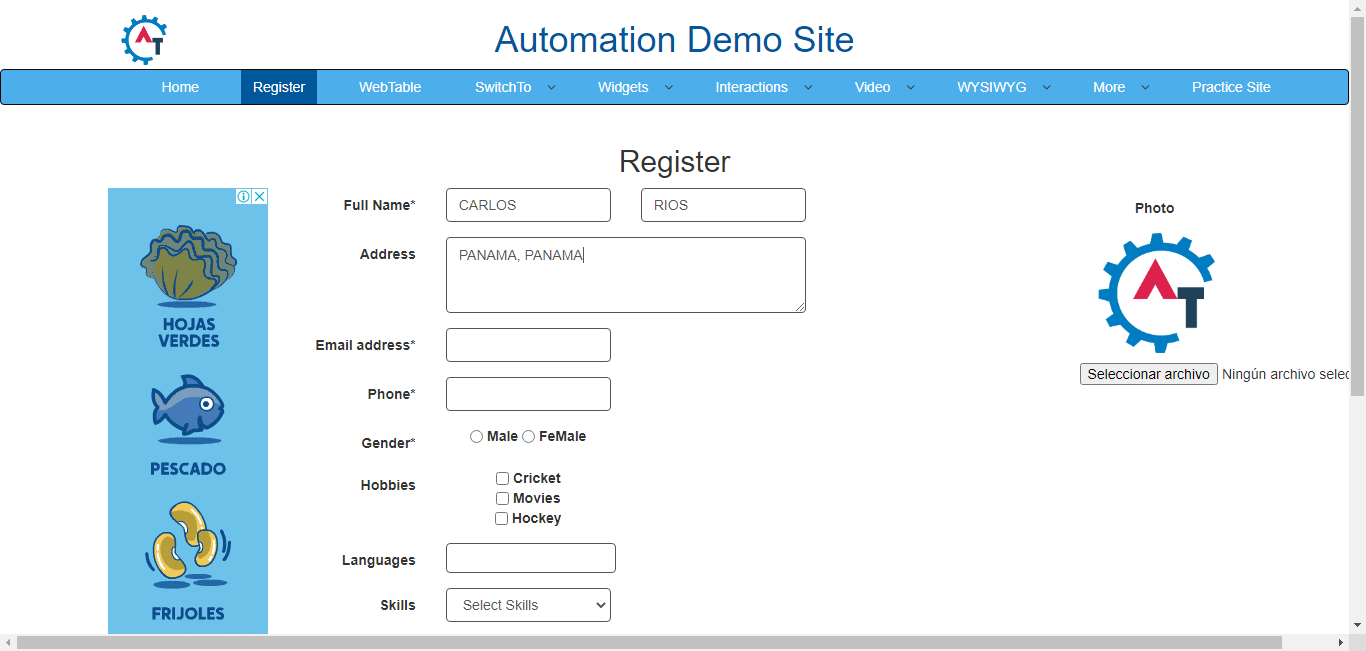 AT
Automation Demo Site
Home Register WebTable SwitchTo Widgets Interactions Video WYSIWYG More Practice Site
Register
Full Name* CARLOS RIOS
Photo
Address PANAMA, PANAMA
AT
HOJAS
VERDES
Email address*
Seleccionar archivo Ningún archivo selec
Phone*
Gender* Male FeMale
PESCADO
Hobbies Cricket
Movies
Hockey
Languages
Skills Select Skills
FRIJOLES